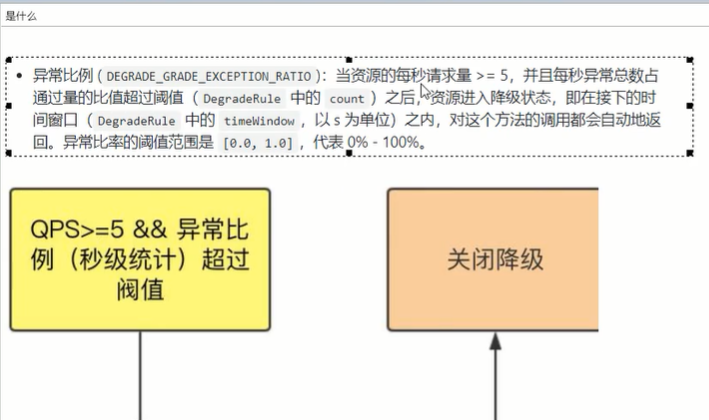 是什么
• 异常比例 ( DEGRADE_GRADE_EXCEPTION_RATIO ): 当资源的每秒请求量 >= 5，并且每秒异常总数占
通过量的比值超过阈值（ DegradeRule 中的 count ）之后，资源进入降级状态，即在接下的时
间窗口（ DegradeRule 中的 timeWindow ，以 s 为单位）之内，对这个方法的调用都会自动地返
回。异常比率的阈值范围是 [0.0, 1.0] ，代表 0% - 100%。
QPS>=5 && 异常比
例（秒级统计）超过
阀值
关闭降级